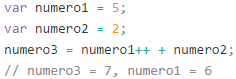 var numero1 = 5;
var numero2 = 2;
numero3 = numero1++ + numero2;
// numero3 = 7, numero1 = 6